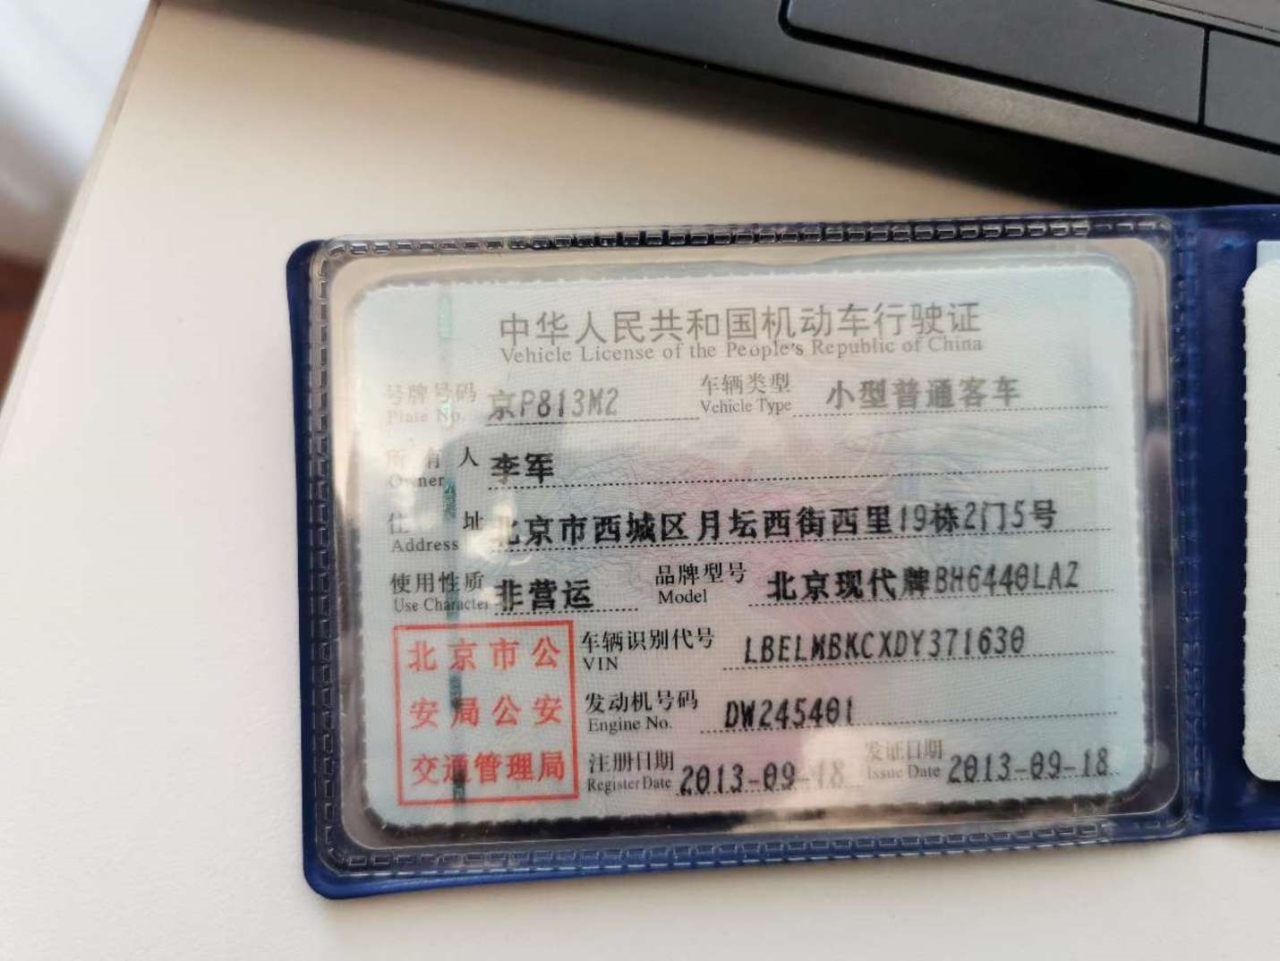 中华人民共和国机动车行驶证
Vehicle License of the People's Republic of China
号牌号码 京P813M2 车辆类型 小型普通客车
Plate No. Vehicle Type
所有人 李军
Owner
住址 北京市西城区月坛西街西里19栋2门5号
Address
使用性质 非营运 品牌型号 北京现代牌BH6440LAZ
Use Character Model
北京市公
安局公安
交通管理局
车辆识别代号 LBELMBKCXDY371630
VIN
发动机号码 DW245401
Engine No.
注册日期 2013-09-18 发证日期 2013-09-18
Register Date Issue Date